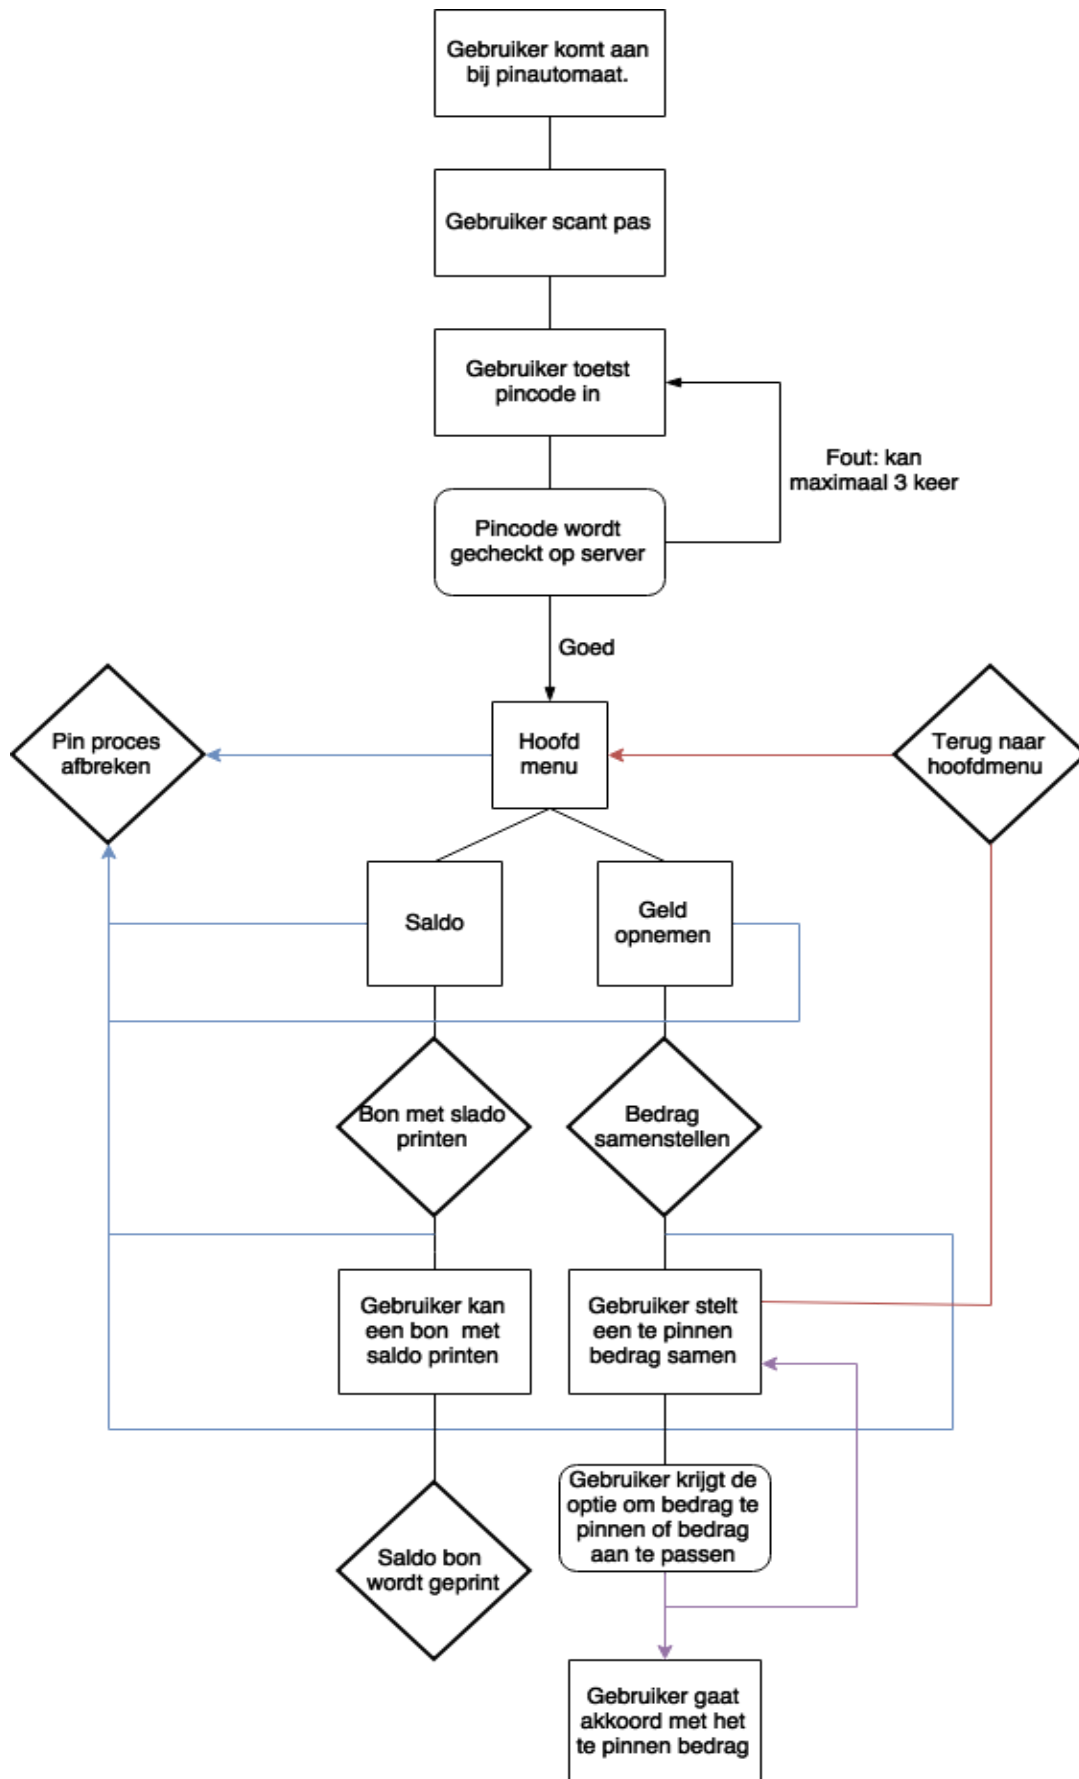 Gebruiker komt aan
bij pinautomaat.
Gebruiker scant pas
Gebruiker toetst
pincode in
Fout: kan
maximaal 3 keer
Pincode wordt
gecheckt op server
Goed
Pin proces
afbreken
Hoofd
menu
Terug naar
hoofdmenu
Saldo
Geld
opnemen
Bon met slado
printen
Bedrag
samenstellen
Gebruiker kan
een bon met
saldo printen
Gebruiker stelt
een te pinnen
bedrag samen
Gebruiker krijgt de
optie om bedrag te
pinnen of bedrag
aan te passen
Saldo bon
wordt geprint
Gebruiker gaat
akkoord met het
te pinnen bedrag